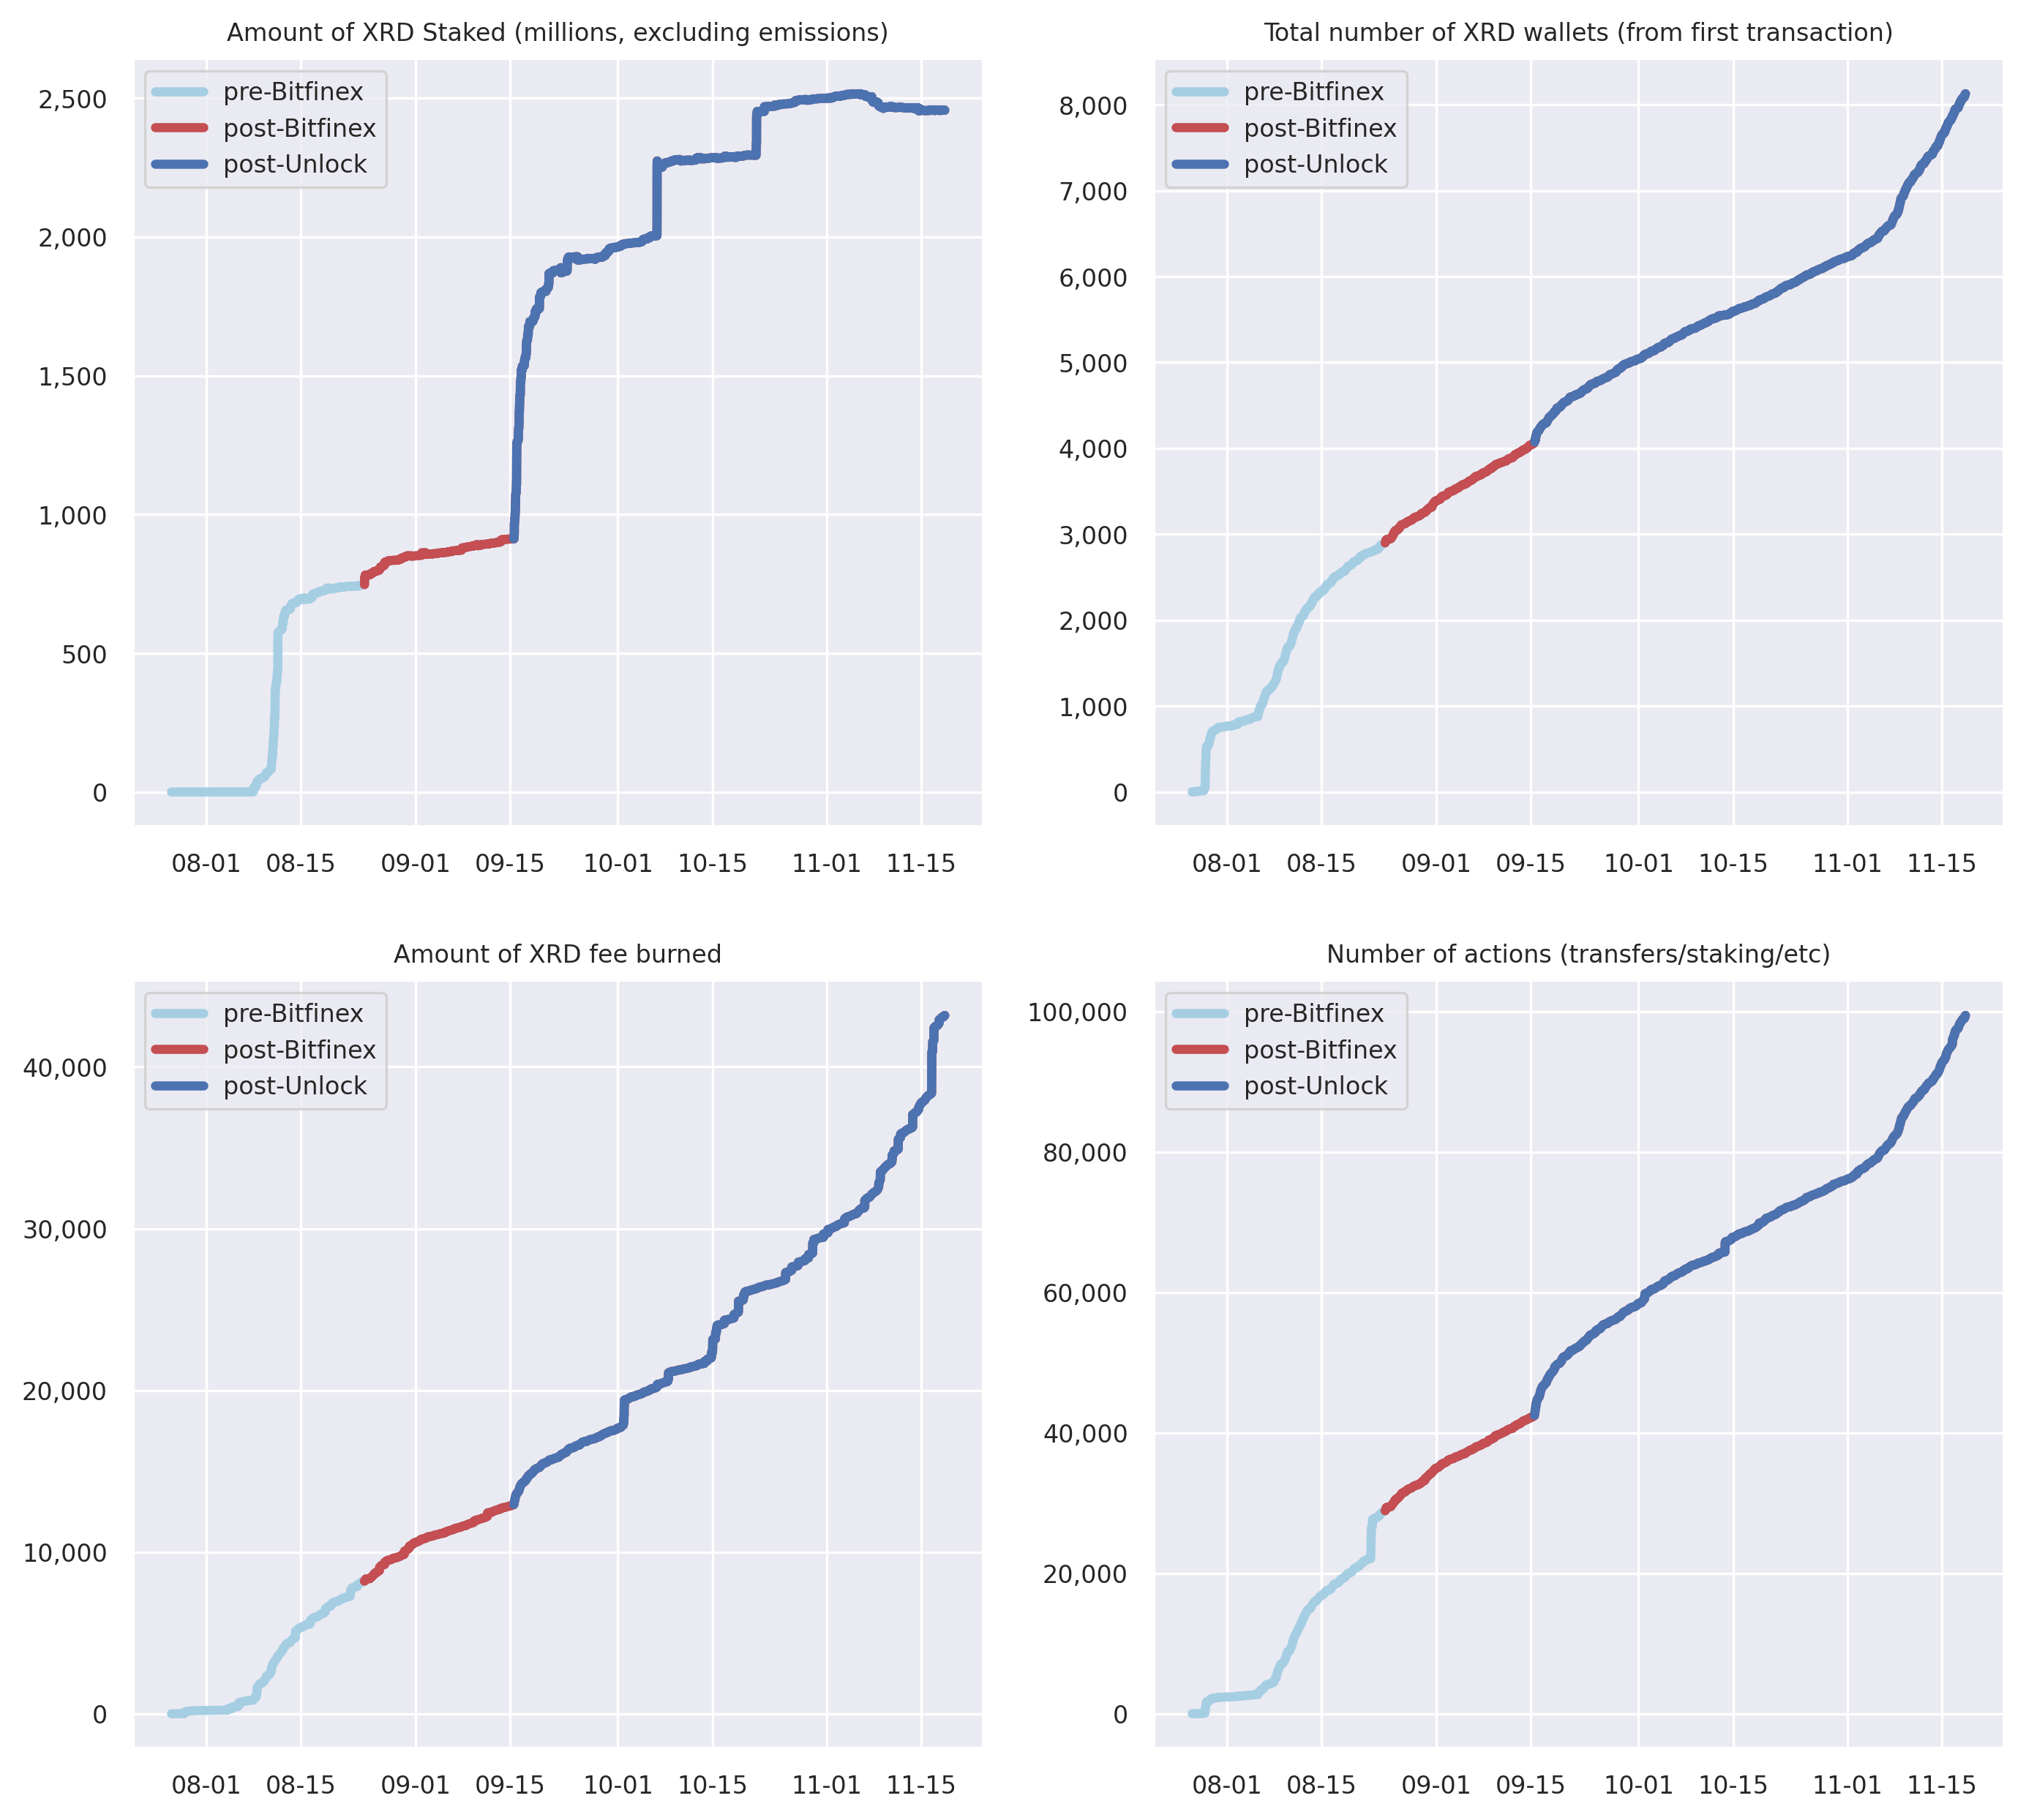 Amount of XRD Staked (millions, excluding emissions)
pre-Bitfinex
post-Bitfinex
post-Unlock
2,500
2,000
1,500
1,000
500
0
08-01 08-15 09-01 09-15 10-01 10-15 11-01 11-15
Total number of XRD wallets (from first transaction)
pre-Bitfinex
post-Bitfinex
post-Unlock
8,000
7,000
6,000
5,000
4,000
3,000
2,000
1,000
0
08-01 08-15 09-01 09-15 10-01 10-15 11-01 11-15
Amount of XRD fee burned
pre-Bitfinex
post-Bitfinex
post-Unlock
40,000
30,000
20,000
10,000
0
08-01 08-15 09-01 09-15 10-01 10-15 11-01 11-15
Number of actions (transfers/staking/etc)
pre-Bitfinex
post-Bitfinex
post-Unlock
100,000
80,000
60,000
40,000
20,000
0
08-01 08-15 09-01 09-15 10-01 10-15 11-01 11-15